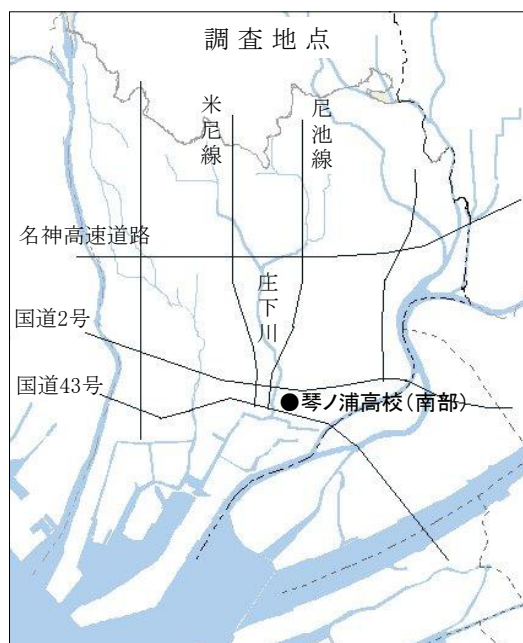 調査地点
米尼線
尼池線
名神高速道路
庄下川
国道2号
国道43号
●琴ノ浦高校(南部)